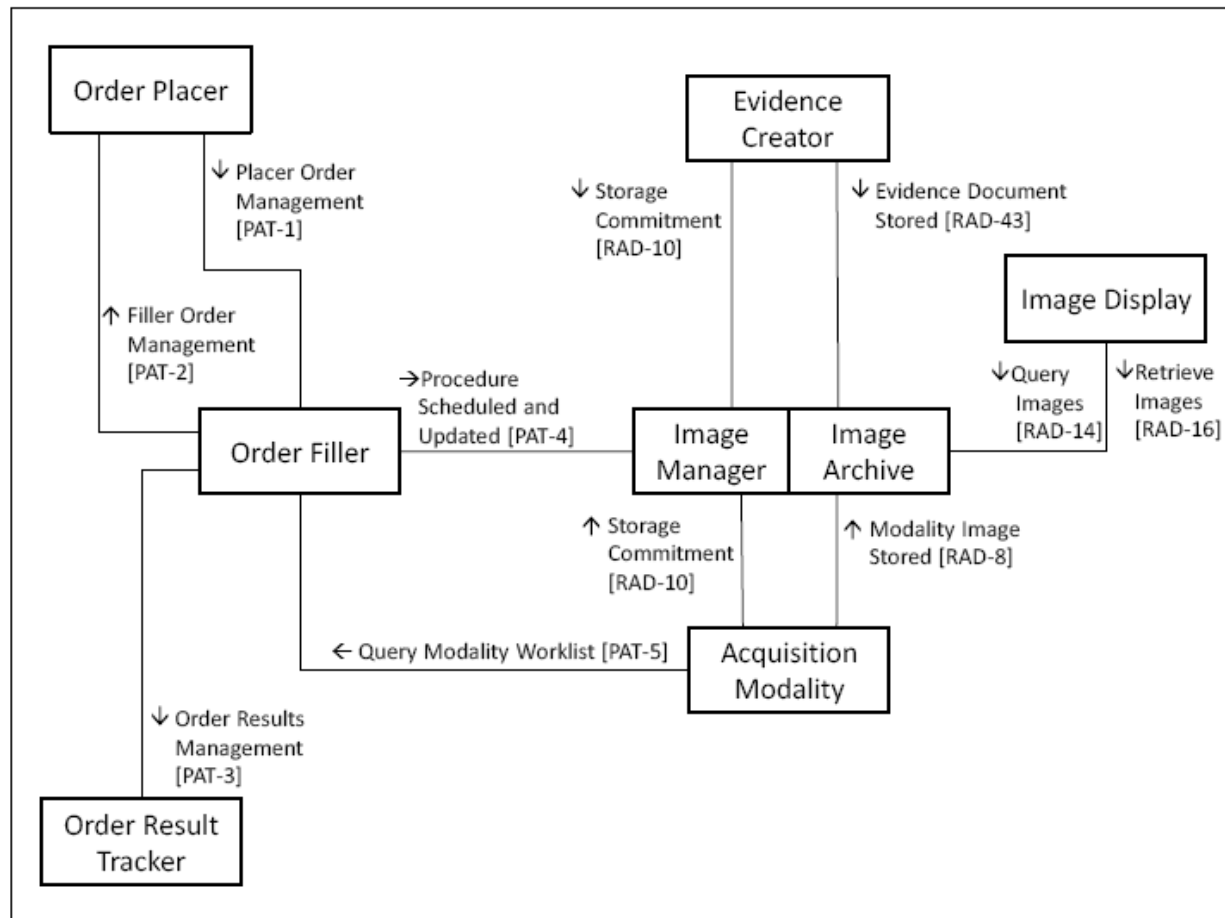 Order Placer
Evidence
Creator
↓ Placer Order
Management
[PAT-1]
↓ Storage
Commitment
[RAD-10]
↓ Evidence Document
Stored [RAD-43]
Image Display
↑ Filler Order
Management
[PAT-2]
→Procedure
Scheduled and
Updated [PAT-4]
↓Query
Images
[RAD-14]
↓Retrieve
Images
[RAD-16]
Order Filler
Image
Manager
Image
Archive
↑ Storage
Commitment
[RAD-10]
↑ Modality Image
Stored [RAD-8]
← Query Modality Worklist [PAT-5]
Acquisition
Modality
↓ Order Results
Management
[PAT-3]
Order Result
Tracker